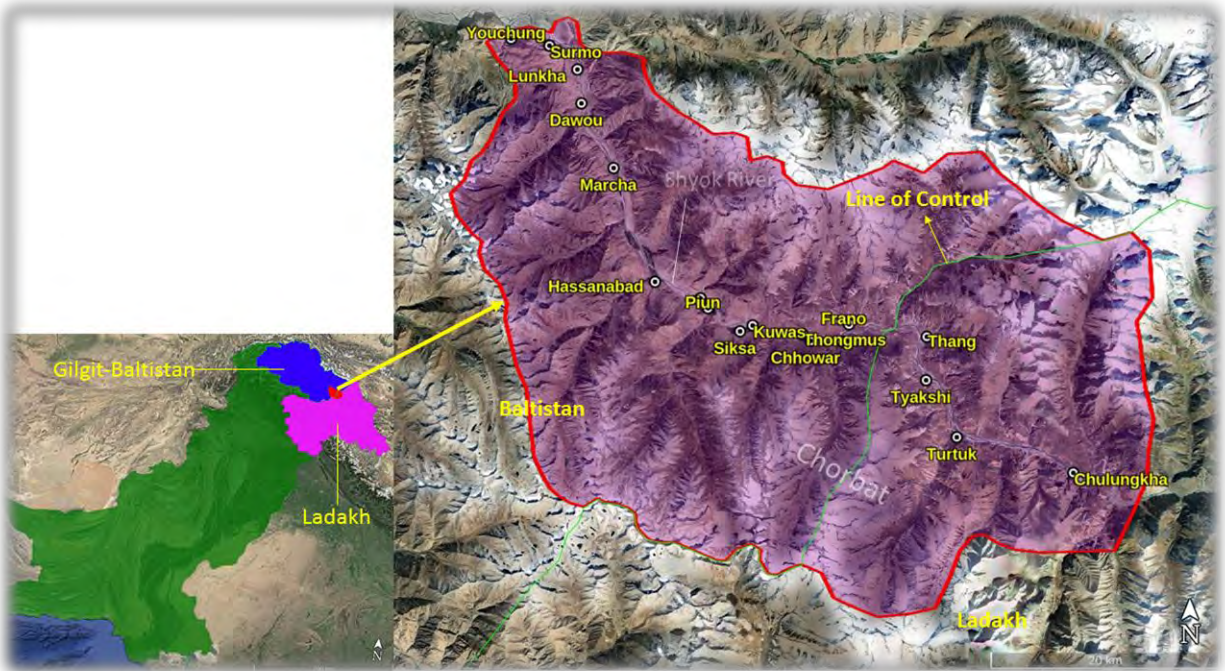 Youchung
Surmo
Lunkha
Dawou
Marcha
Shyok River
Line of Control
Hassanabad
Piun
Frano
Siksa
Kuwas
Thongmus
Chhowar
Thang
Tyakshi
Gilgit-Baltistan
Baltistan
Turtuk
Chorbat
Chulungkha
Ladakh
Ladakh
N
N
20 km